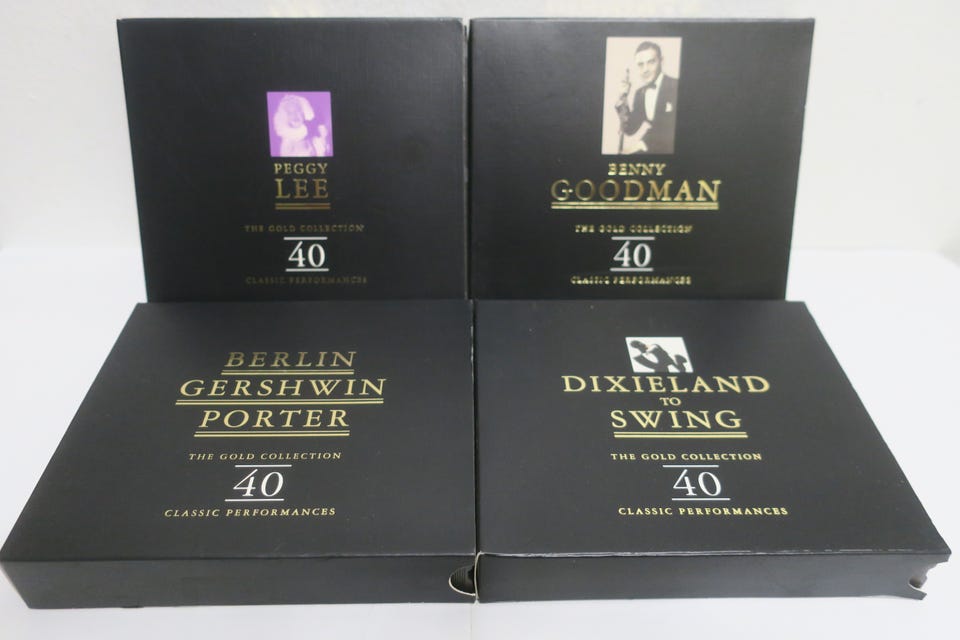 PEGGY
LEE
THE GOLD COLLECTION
40
CLASSIC PERFORMANCES
BENNY
GOODMAN
THE GOLD COLLECTION
40
CLASSIC PERFORMANCES
BERLIN
GERSHWIN
PORTER
THE GOLD COLLECTION
40
CLASSIC PERFORMANCES
DIXIELAND
TO
SWING
THE GOLD COLLECTION
40
CLASSIC PERFORMANCES